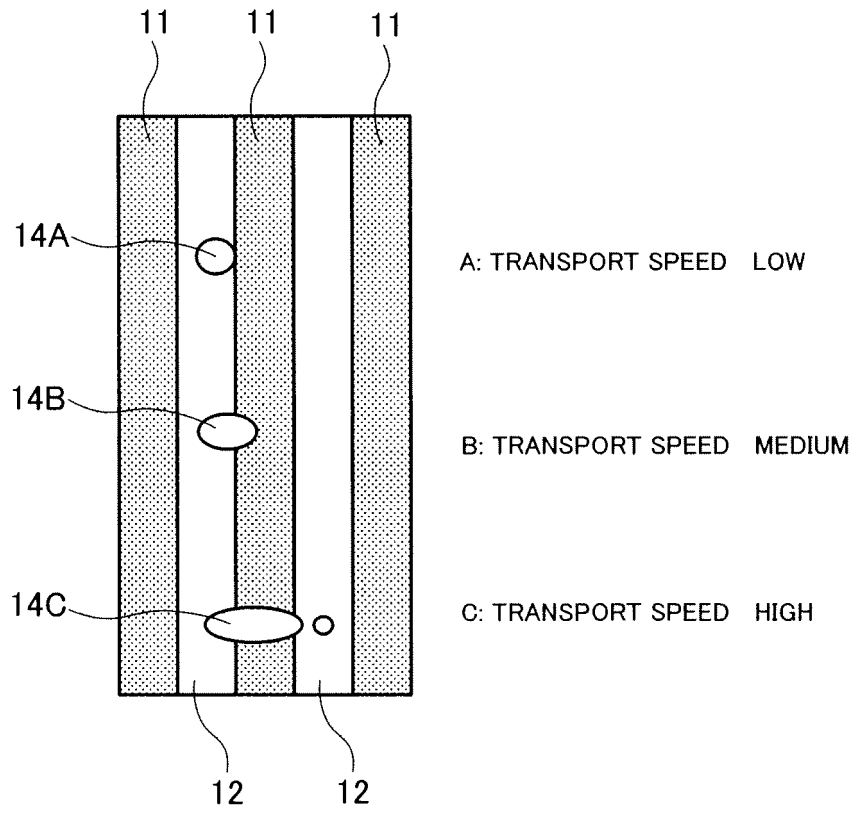 11 11 11
14A
A: TRANSPORT SPEED LOW
14B
B: TRANSPORT SPEED MEDIUM
14C
C: TRANSPORT SPEED HIGH
12 12